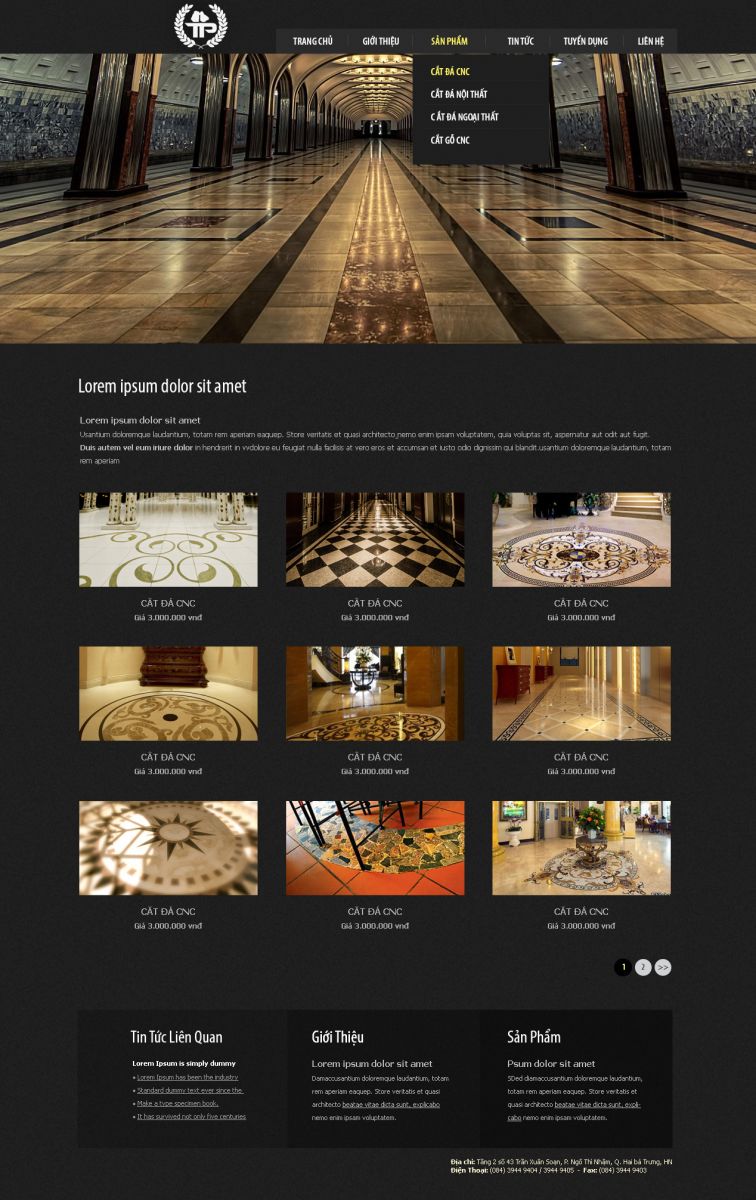 TP
TRANG CHỦ GIỚI THIỆU SẢN PHẨM TIN TỨC TUYỂN DỤNG LIÊN HỆ
CẮT ĐÁ CNC
CẮT ĐÁ NỘI THẤT
C ẮT ĐÁ NGOẠI THẤT
CẮT GỖ CNC
Lorem ipsum dolor sit amet
Lorem ipsum dolor sit amet
Usantium doloremque laudantium, totam rem aperiam eaquep. Store veritatis et quasi architecto nemo enim ipsam voluptatem, quia voluptas sit, aspernatur aut odit aut fugit.
Duis autem vel eum iriure dolor in hendrerit in vvdolore eu feugiat nulla facilisis at vero eros et accumsan et iusto odio dignissim qui blandit.usantium doloremque laudantium, totam
rem aperiam
CẮT ĐÁ CNC CẮT ĐÁ CNC CẮT ĐÁ CNC
Giá 3.000.000 vnđ Giá 3.000.000 vnđ Giá 3.000.000 vnđ
CẮT ĐÁ CNC CẮT ĐÁ CNC CẮT ĐÁ CNC
Giá 3.000.000 vnđ Giá 3.000.000 vnđ Giá 3.000.000 vnđ
CẮT ĐÁ CNC CẮT ĐÁ CNC CẮT ĐÁ CNC
Giá 3.000.000 vnđ Giá 3.000.000 vnđ Giá 3.000.000 vnđ
1 2 >>
Tin Tức Liên Quan
Lorem Ipsum is simply dummy
• Lorem Ipsum has been the industry
• Standard dummy text ever since the
• Make a type specimen book.
• It has survived not only five centuries
Giới Thiệu
Lorem ipsum dolor sit amet
Damaccusantium doloremque laudantium, totam
rem aperiam eaquep. Store veritatis et quasi
architecto beatae vitae dicta sunt, explicabo
nemo enim ipsam voluptatem.
Sản Phẩm
Psum dolor sit amet
SDed diamaccusantium doloremque laudantium,
totam rem aperiam eaquep. Store veritatis et
quasi architecto beatae vitae dicta sunt, expli-
cabo nemo enim ipsam voluptatem.
Địa chỉ: Tầng 2 số 43 Trần Xuân Soạn, P. Ngô Thì Nhậm, Q. Hai bà Trưng, HN
Điện Thoại: (084) 3944 9404 / 3944 9405 - Fax: (084) 3944 9403